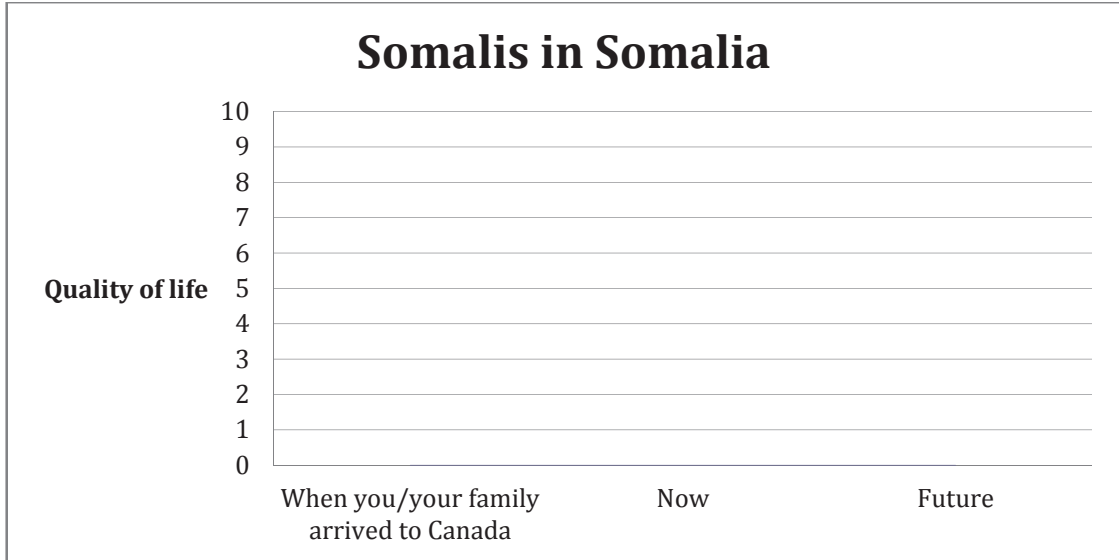 Somalis in Somalia
10
9
8
7
6
Quality of life 5
4
3
2
1
0
When you/your family
arrived to Canada
Now
Future